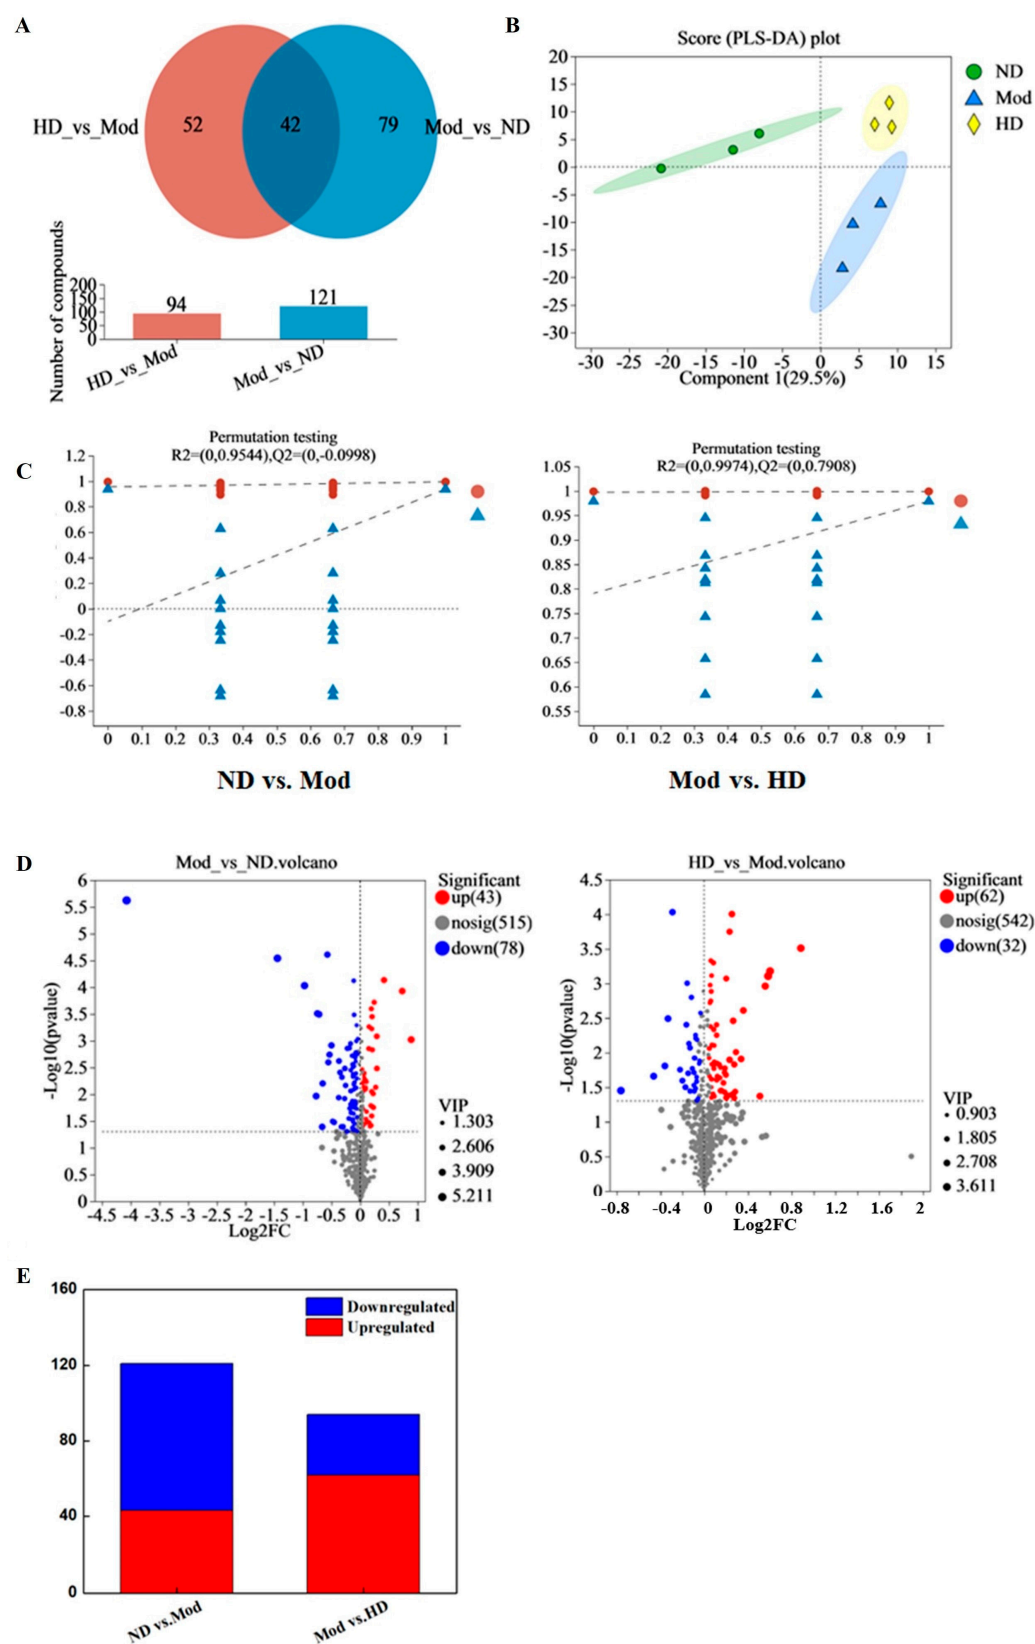 A
HD_vs_Mod
52
42
79
Mod_vs_ND
Number of compounds
200
150
100
50
0
94
121
HD_vs_Mod
Mod_vs_ND
B
Score (PLS-DA) plot
20
15
10
5
0
-5
-10
-15
-20
-25
-30
-30 -25 -20 -15 -10 -5 0 5 10 15
Component 1(29.5%)
ND
Mod
HD
C
Permutation testing
R2=(0,0.9544),Q2=(0,-0.0998)
1.2
1
0.8
0.6
0.4
0.2
0
-0.2
-0.4
-0.6
-0.8
0 0.1 0.2 0.3 0.4 0.5 0.6 0.7 0.8 0.9 1
ND vs. Mod
Permutation testing
R2=(0,0.9974),Q2=(0,0.7908)
1.05
1
0.95
0.9
0.85
0.8
0.75
0.7
0.65
0.6
0.55
0 0.1 0.2 0.3 0.4 0.5 0.6 0.7 0.8 0.9 1
Mod vs. HD
D
Mod_vs_ND.volcano
-Log10(pvalue)
6
5.5
5
4.5
4
3.5
3
2.5
2
1.5
1
0.5
0
-4.5 -4 -3.5 -3 -2.5 -2 -1.5 -1 -0.5 0 0.5 1
Log2FC
Significant
up(43)
nosig(515)
down(78)
VIP
1.303
2.606
3.909
5.211
HD_vs_Mod.volcano
-Log10(pvalue)
4.5
4
3.5
3
2.5
2
1.5
1
0.5
0
-0.8 -0.4 0 0.4 0.8 1.2 1.6 2
Log2FC
Significant
up(62)
nosig(542)
down(32)
VIP
0.903
1.805
2.708
3.611
E
160
120
80
40
0
Downregulated
Upregulated
ND vs.Mod
Mod vs.HD